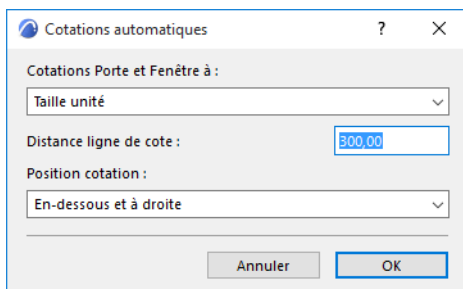 Cotations automatiques
Cotations Porte et Fenêtre à :
Taille unité
Distance ligne de cote : 300,00
Position cotation :
En-dessous et à droite
Annuler OK